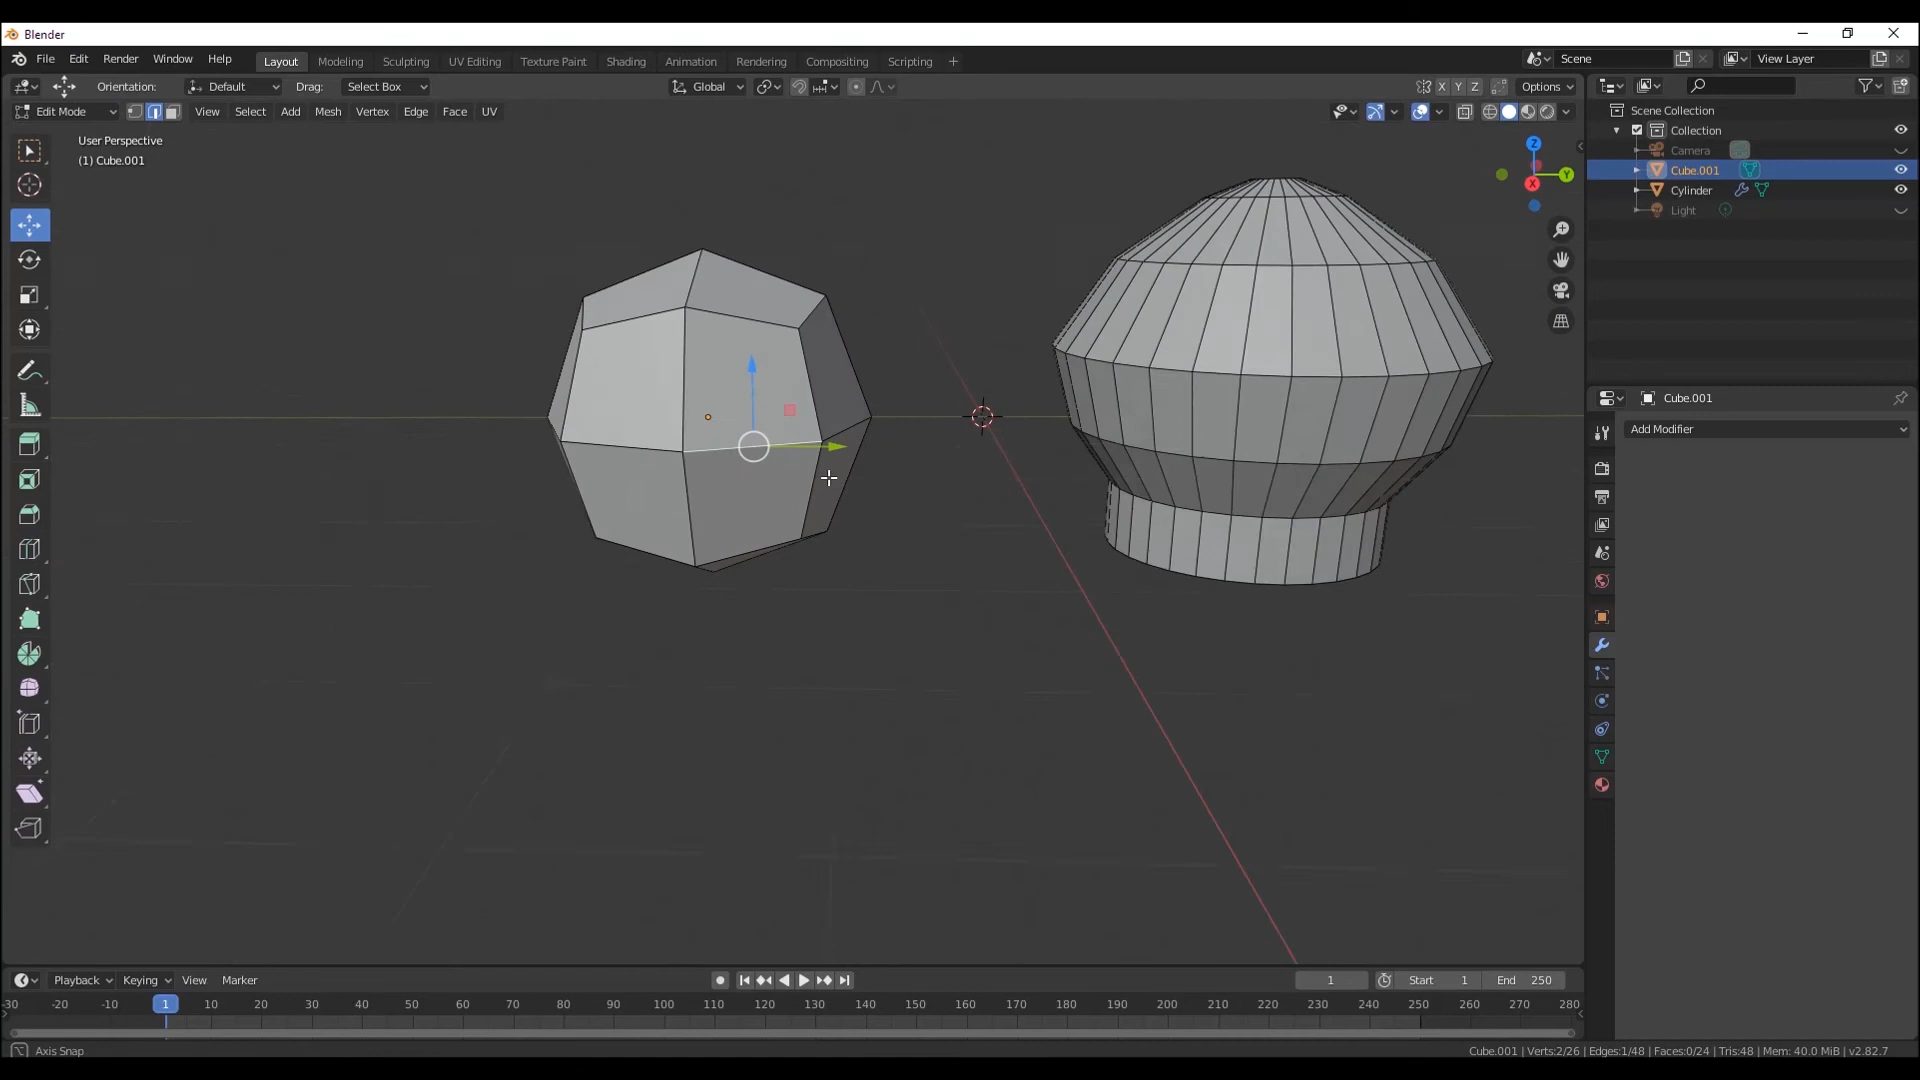 Blender
File Edit Render Window Help Layout Modeling Sculpting UV Editing Texture Paint Shading Animation Rendering Compositing Scripting + Scene View Layer
Orientation: Default Drag: Select Box Global X Y Z Options
Edit Mode View Select Add Mesh Vertex Edge Face UV
User Perspective
(1) Cube.001
Z
Y
X
Scene Collection
Collection
Camera
Cube.001
Cylinder
Light
Cube.001
Add Modifier
Playback Keying View Marker 1 Start 1 End 250
-30 -20 -10 1 10 20 30 40 50 60 70 80 90 100 110 120 130 140 150 160 170 180 190 200 210 220 230 240 250 260 270 280
Axis Snap
Cube.001 | Verts:2/26 | Edges:1/48 | Faces:0/24 | Tris:48 | Mem: 40.0 MiB | v2.82.7